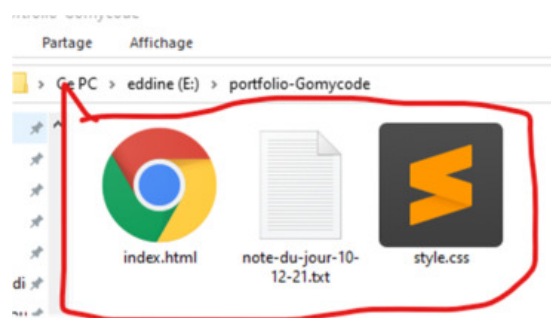 Partage Affichage
Ce PC > eddine (E:) > portfolio-Gomycode
index.html
note-du-jour-10-
12-21.txt
style.css
di